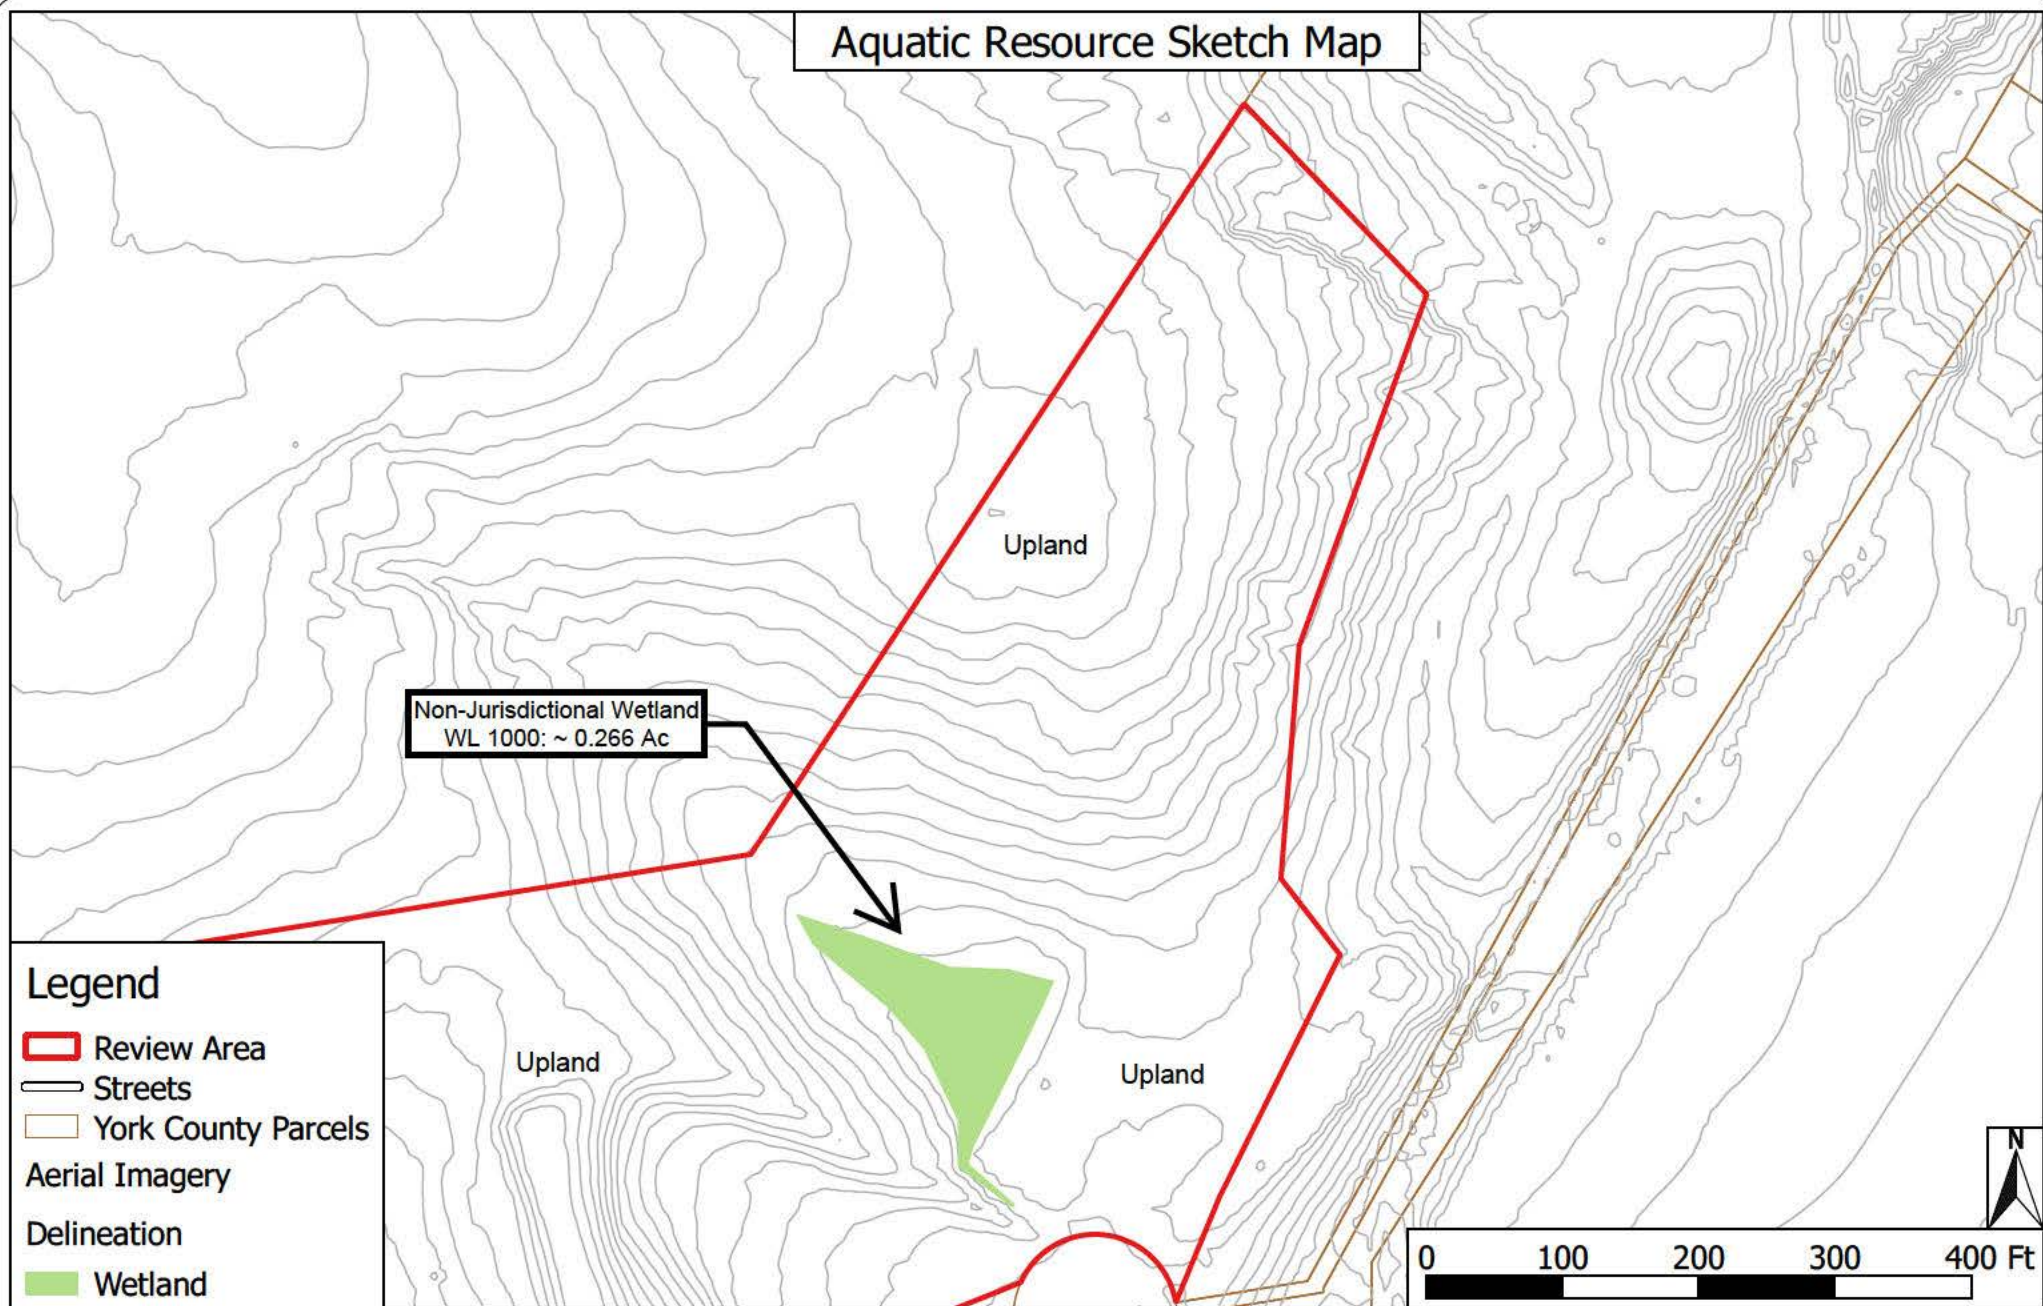 Aquatic Resource Sketch Map
Upland
Non-Jurisdictional Wetland
WL 1000: ~ 0.266 Ac
Upland
Upland
Legend
Review Area
Streets
York County Parcels
Aerial Imagery
Delineation
Wetland
N
0 100 200 300 400 Ft